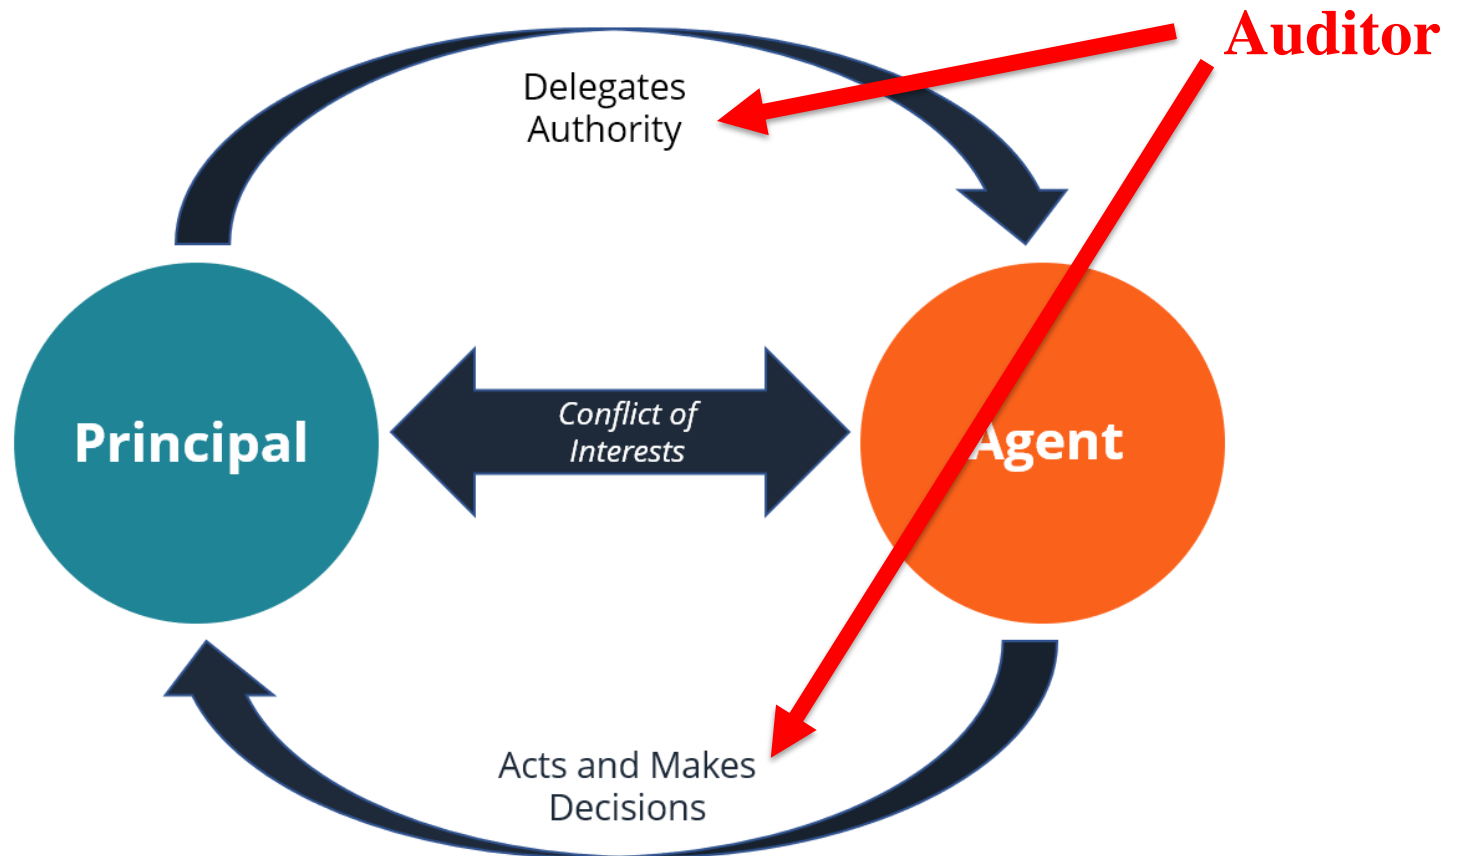 Auditor
Delegates
Authority
Principal
Conflict of
Interests
Agent
Acts and Makes
Decisions